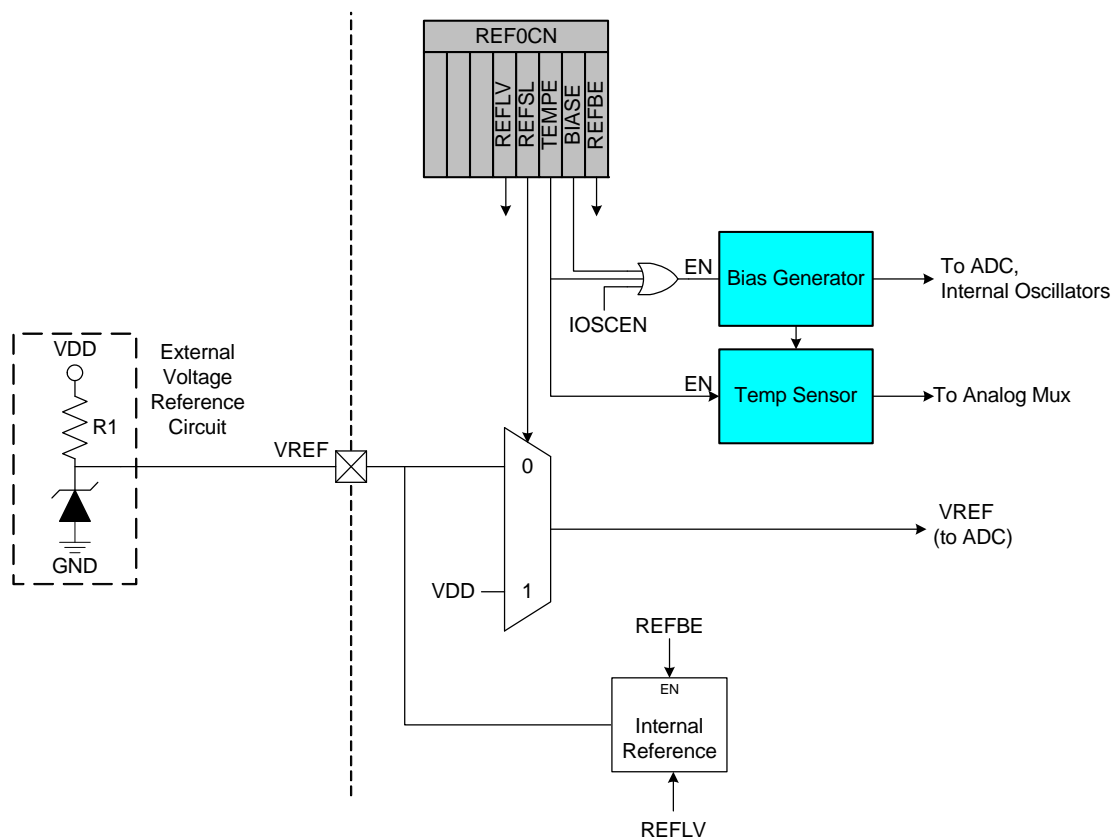 REF0CN
REFLV
REFSL
TEMPE
BIASE
REFBE
EN
Bias Generator
To ADC,
Internal Oscillators
IOSCEN
EN
Temp Sensor
To Analog Mux
VDD
R1
GND
External
Voltage
Reference
Circuit
VREF
0
VDD
1
VREF
(to ADC)
REFBE
EN
Internal
Reference
REFLV